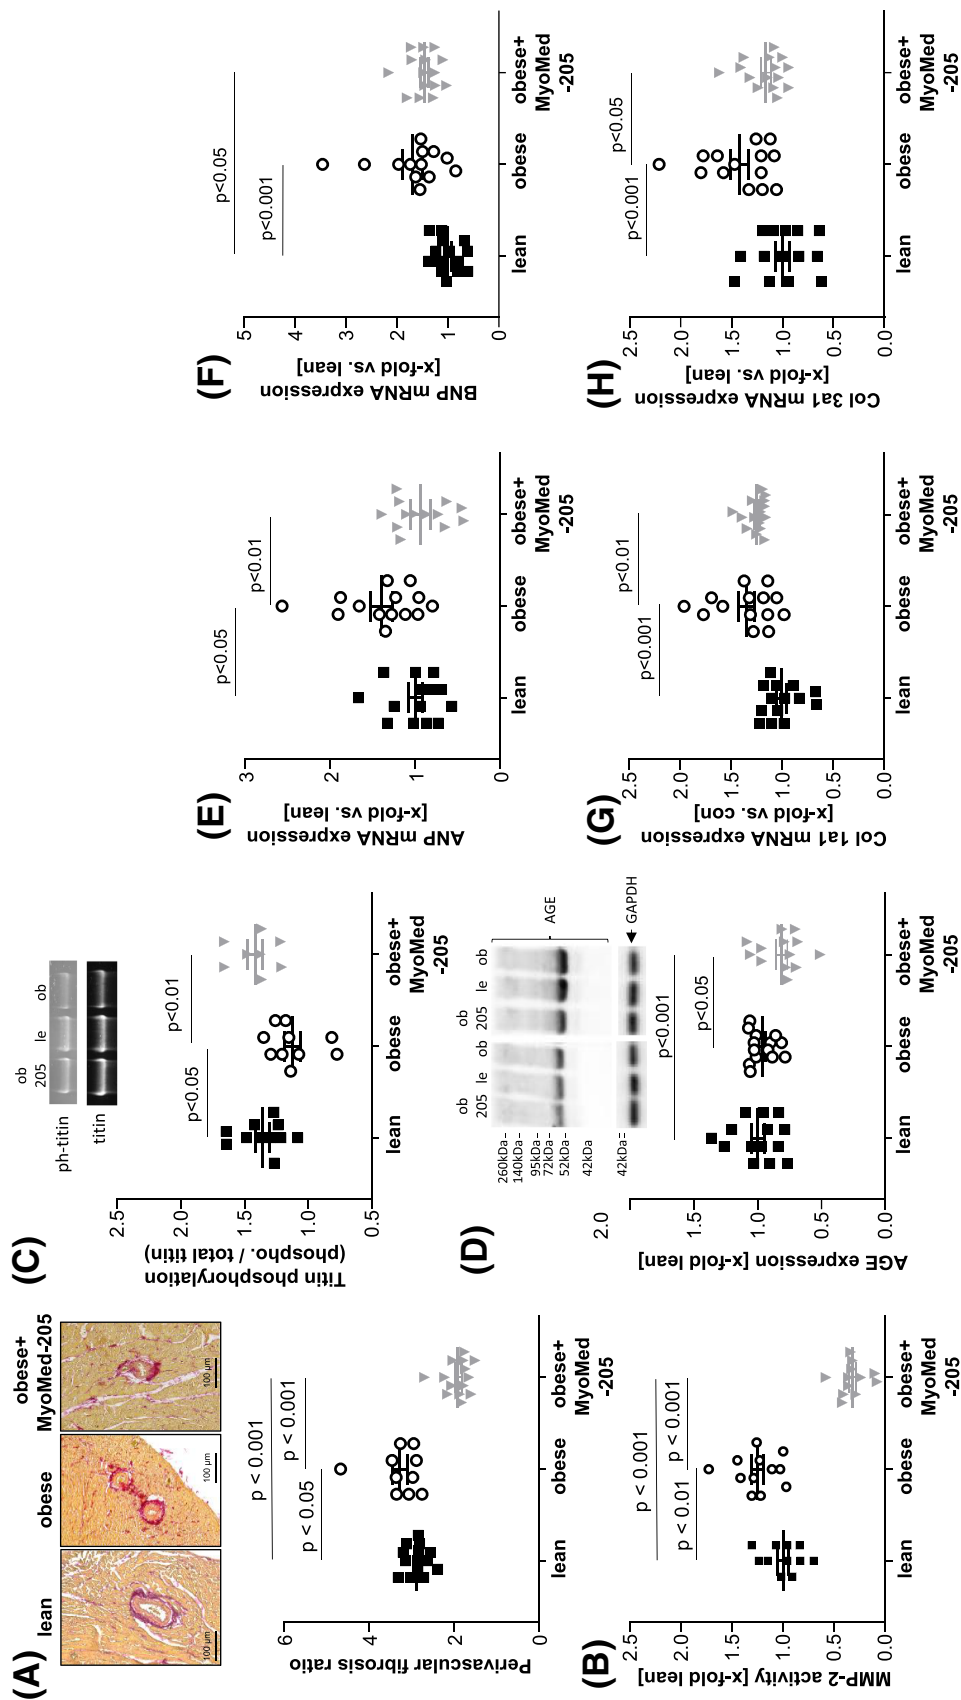 (A)
lean
obese
obese+
MyoMed-205
100 µm
100 µm
100 µm
Perivascular fibrosis ratio
6
4
2
0
p < 0.001
p < 0.05
p < 0.001
lean
obese
obese+
MyoMed
-205
(B)
MMP-2 activity [x-fold lean]
2.5
2.0
1.5
1.0
0.5
0.0
p < 0.001
p < 0.01
p < 0.001
lean
obese
obese+
MyoMed
-205
(C)
ob
205
le
ob
ph-titin
titin
Titin phosphorylation
(phospho. / total titin)
2.5
2.0
1.5
1.0
0.5
p<0.05
p<0.01
lean
obese
obese+
MyoMed
-205
(D)
ob
205
le
ob
ob
205
le
ob
260kDa
140kDa
95kDa
72kDa
52kDa
42kDa
42kDa
AGE
GAPDH
AGE expression [x-fold lean]
2.0
1.5
1.0
0.5
0.0
p<0.001
p<0.05
lean
obese
obese+
MyoMed
-205
(E)
ANP mRNA expression
[x-fold vs. lean]
3
2
1
0
p<0.05
p<0.01
lean
obese
obese+
MyoMed
-205
(F)
BNP mRNA expression
[x-fold vs. lean]
5
4
3
2
1
0
p<0.05
p<0.001
lean
obese
obese+
MyoMed
-205
(G)
Col 1a1 mRNA expression
[x-fold vs. con]
2.5
2.0
1.5
1.0
0.5
0.0
p<0.001
p<0.01
lean
obese
obese+
MyoMed
-205
(H)
Col 3a1 mRNA expression
[x-fold vs. lean]
2.5
2.0
1.5
1.0
0.5
0.0
p<0.001
p<0.05
lean
obese
obese+
MyoMed
-205